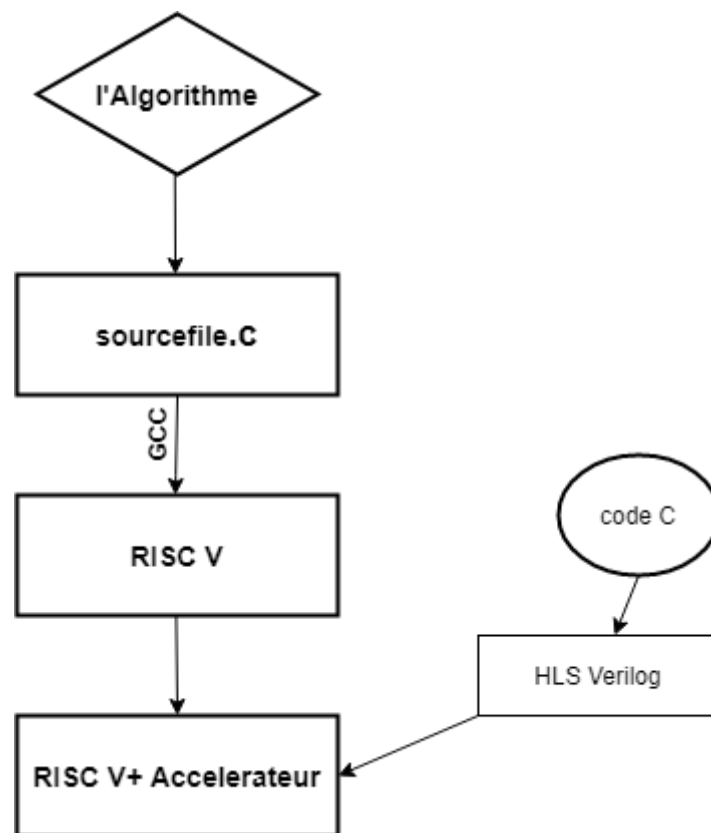 l'Algorithme
sourcefile.C
GCC
RISC V
code C
HLS Verilog
RISC V+ Accelerateur